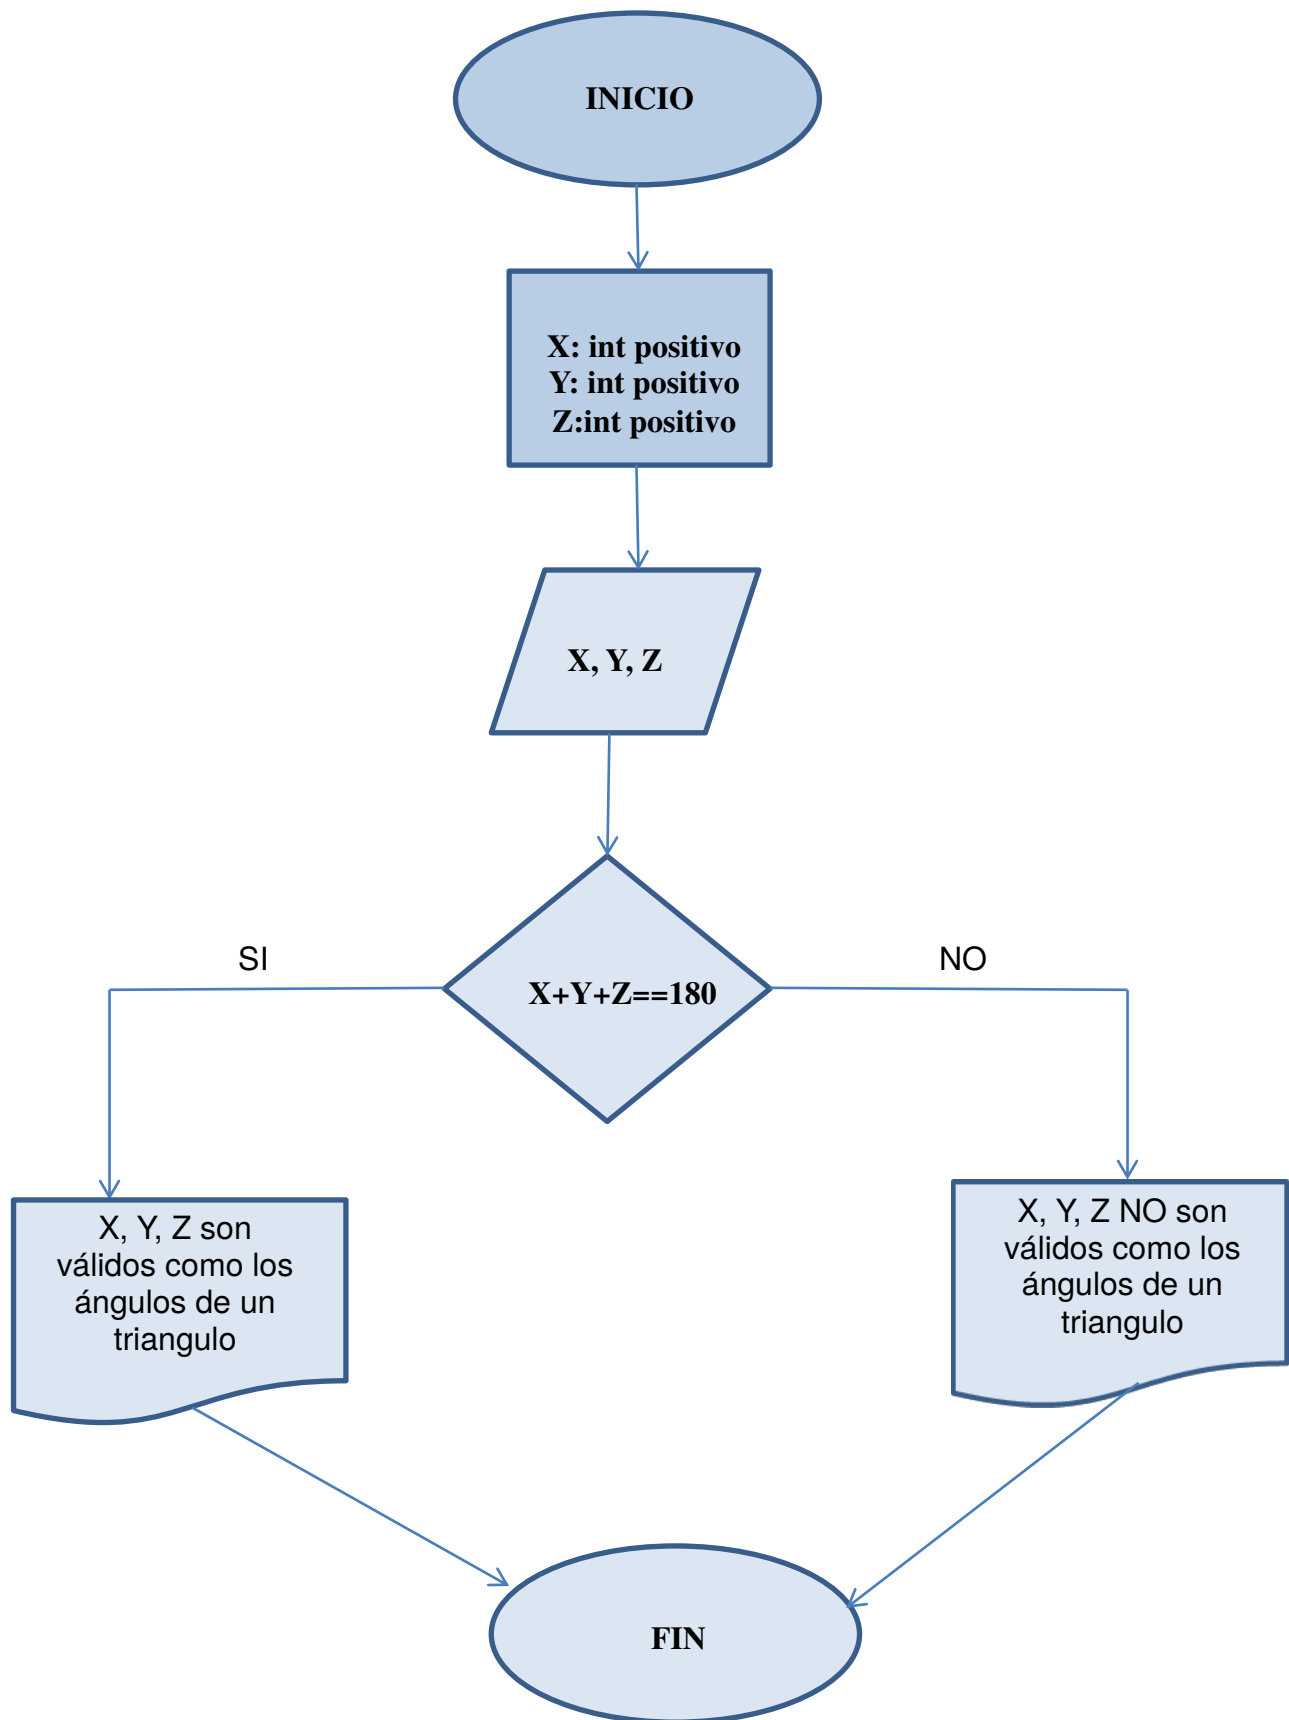 INICIO
X: int positivo
Y: int positivo
Z:int positivo
X, Y, Z
SI
NO
X+Y+Z==180
X, Y, Z son
válidos como los
ángulos de un
triangulo
X, Y, Z NO son
válidos como los
ángulos de un
triangulo
FIN